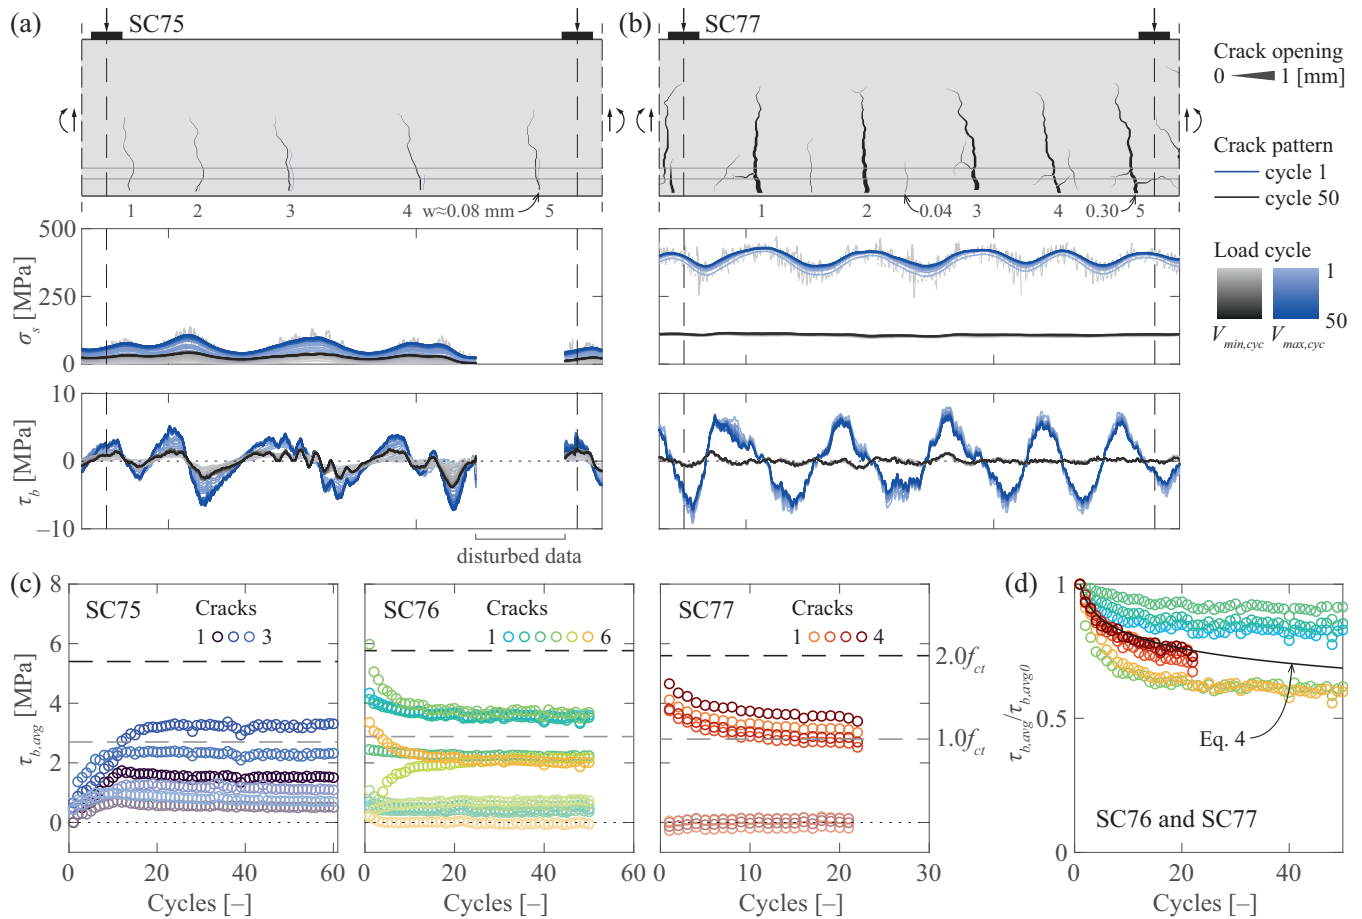 (a) SC75
(b) SC77
Crack opening
0 1 [mm]
Crack pattern
cycle 1
cycle 50
1 2 3 4 w≈0.08 mm 5
1 2 0.04 3 4 0.30 5
Load cycle
1
50
V_min,cyc V_max,cyc
500
250
0
σ_s [MPa]
10
0
−10
τ_b [MPa]
disturbed data
(c)
8
6
4
2
0
τ_b,avg [MPa]
SC75
Cracks
1 3
0 20 40 60
Cycles [–]
SC76
Cracks
1 6
0 20 40 60
Cycles [–]
SC77
Cracks
1 4
2.0f_ct
1.0f_ct
0 10 20 30
Cycles [–]
(d)
1
0.5
1
τ_b,avg/τ_b,avg0
Eq. 4
SC76 and SC77
0 20 40
Cycles [–]